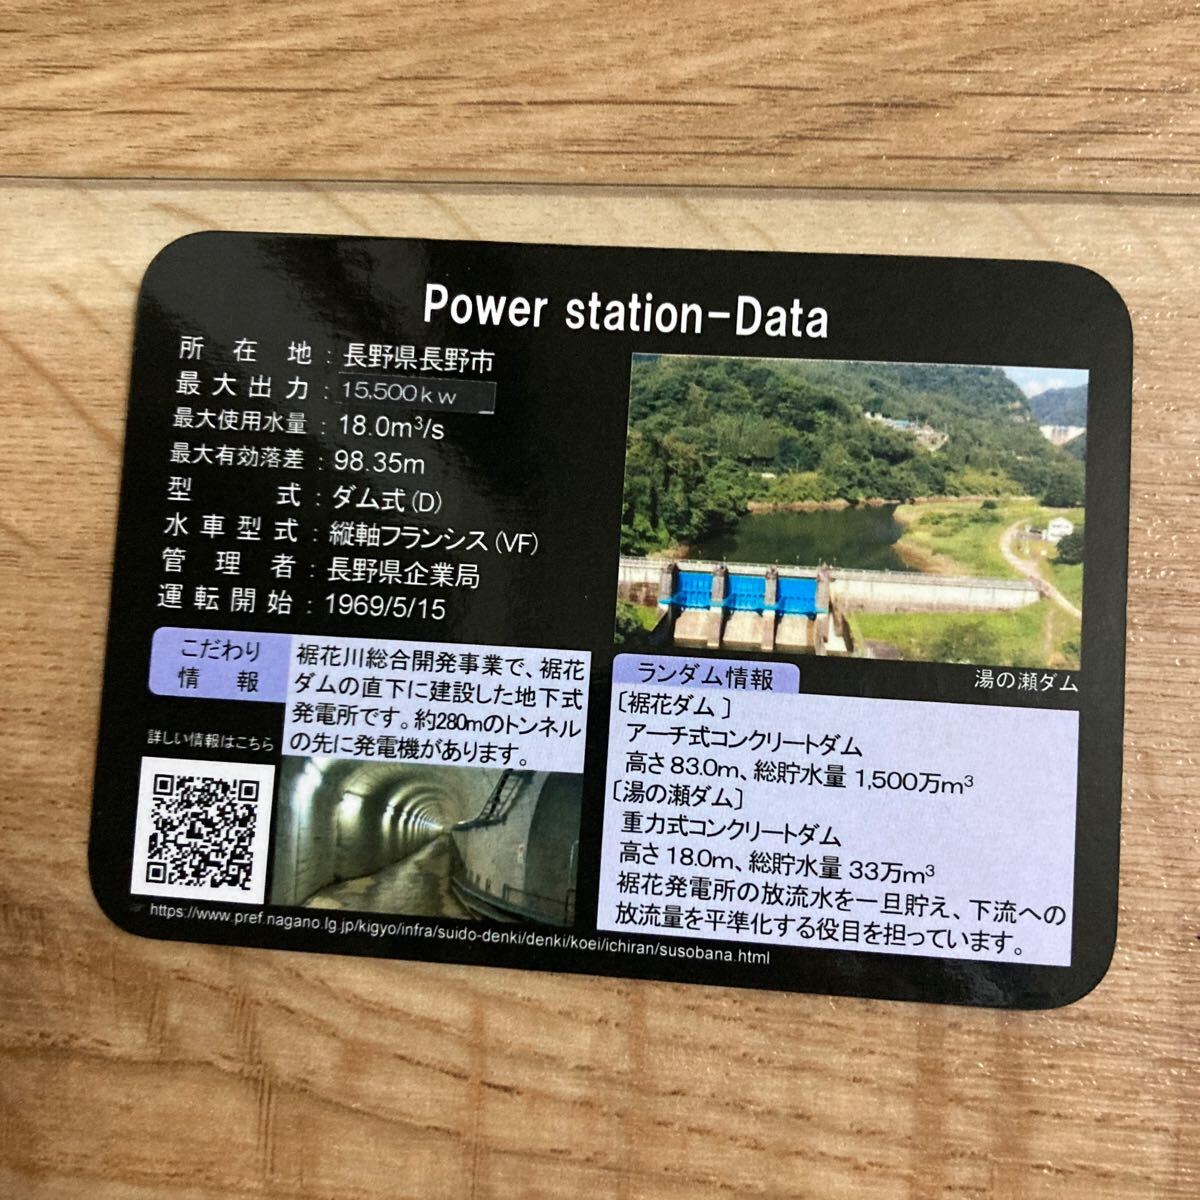 Power station-Data
所在地：長野県長野市
最大出力：15,500kw
最大使用水量：18.0m³/s
最大有効落差：98.35m
型式：ダム式(D)
水車型式：縦軸フランシス(VF)
管理者：長野県企業局
運転開始：1969/5/15
こだわり
情報
裾花川総合開発事業で、裾花
ダムの直下に建設した地下式
発電所です。約280mのトンネル
の先に発電機があります。
詳しい情報はこちら
https://www.pref.nagano.lg.jp/kigyo/infra/suido-denki/denki/koei/ichiran/susobana.html
湯の瀬ダム
ランダム情報
〔裾花ダム〕
アーチ式コンクリートダム
高さ83.0m、総貯水量 1,500万m³
〔湯の瀬ダム〕
重力式コンクリートダム
高さ18.0m、総貯水量 33万m³
裾花発電所の放流水を一旦貯え、下流への
放流量を平準化する役目を担っています。